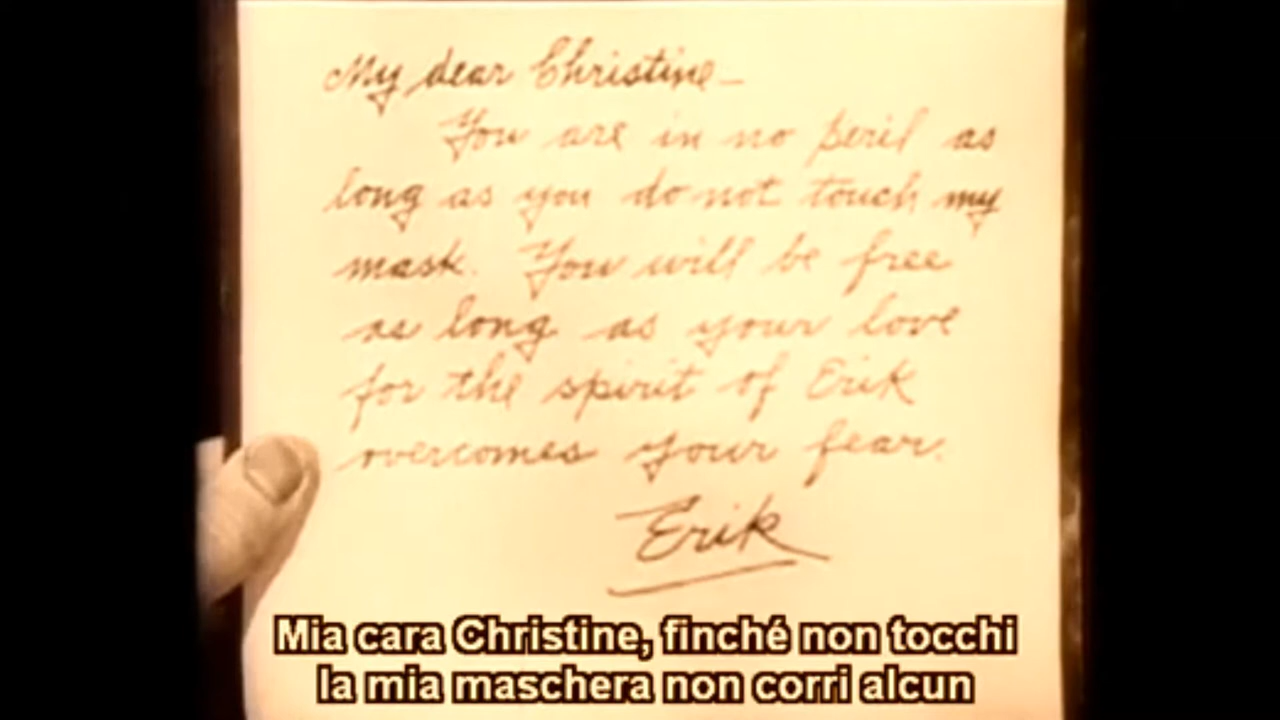 My dear Christine—
You are in no peril as
long as you do not touch my
mask. You will be free
as long as your love
for the spirit of Erik
overcomes your fear.
Erik
Mia cara Christine, finché non tocchi
la mia maschera non corri alcun